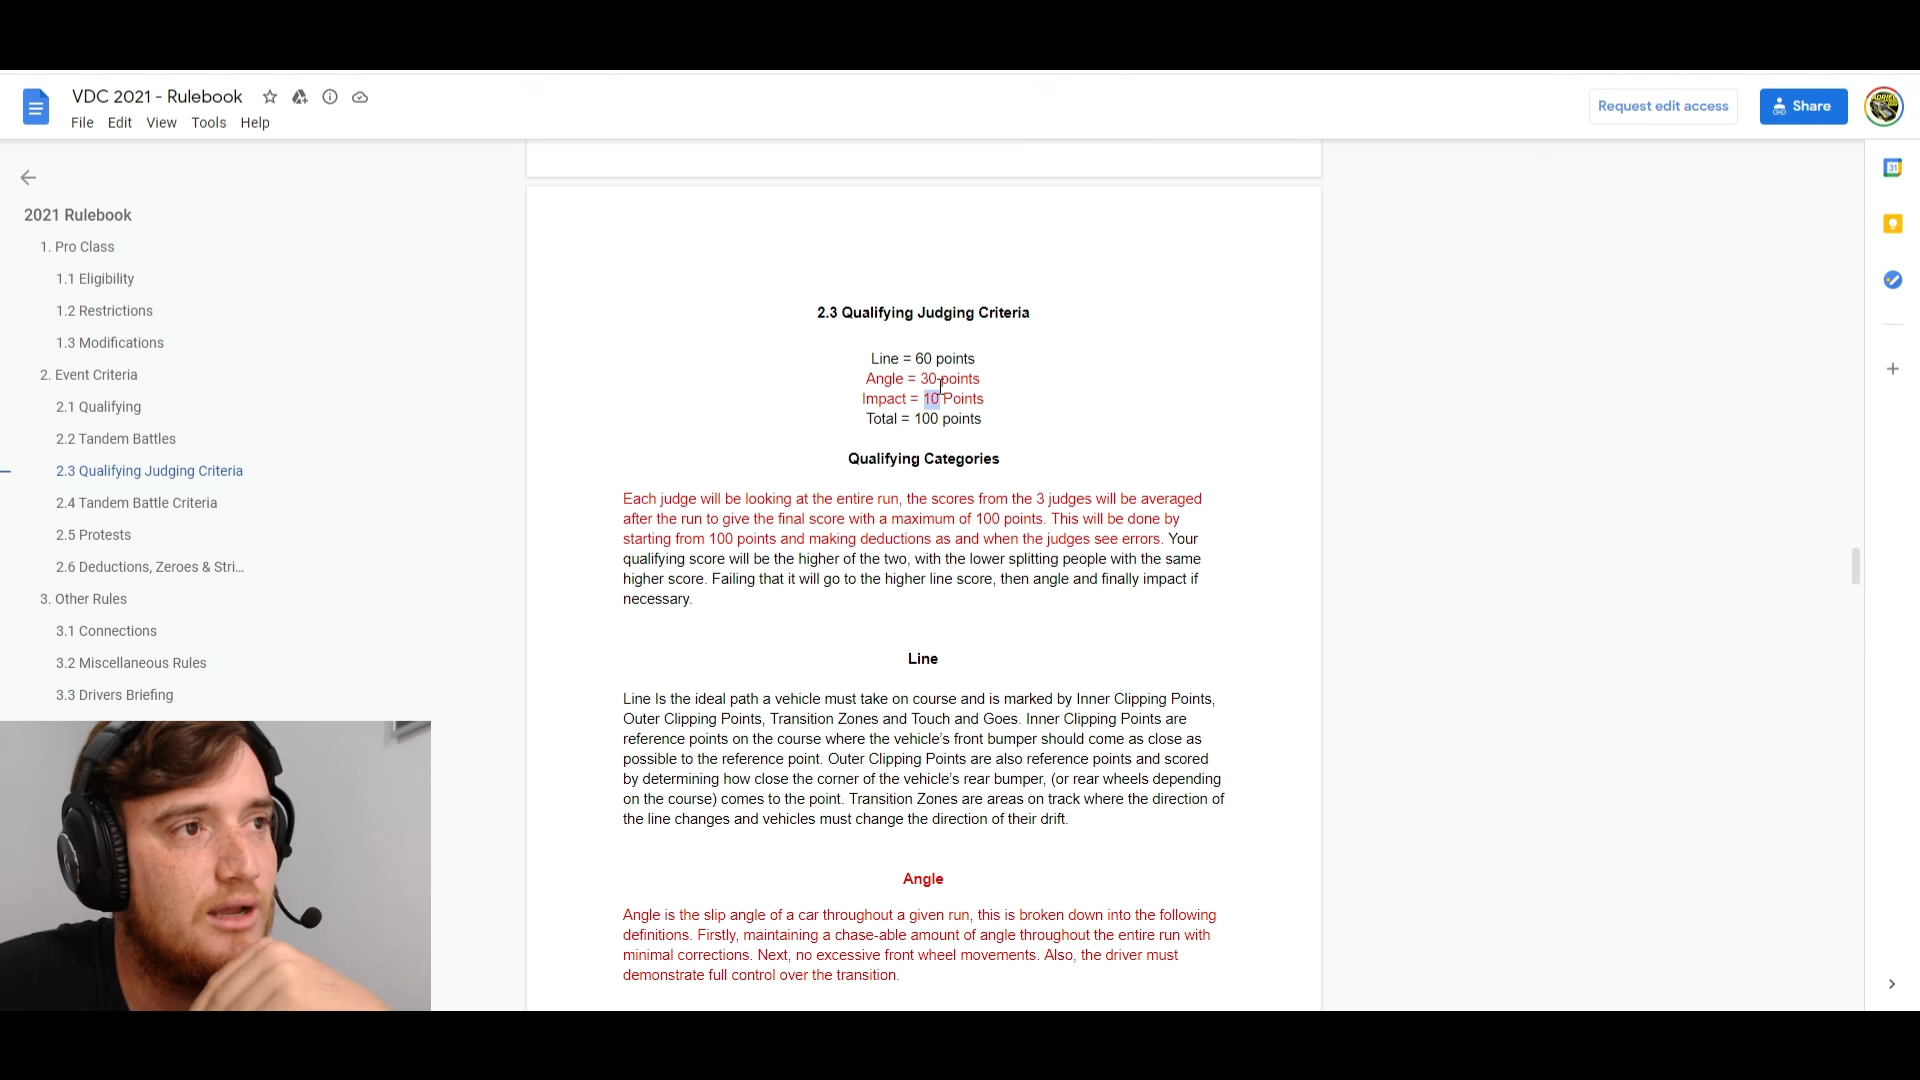 VDC 2021 - Rulebook
File Edit View Tools Help
Request edit access
Share
31
2021 Rulebook
1. Pro Class
1.1 Eligibility
1.2 Restrictions
1.3 Modifications
2. Event Criteria
2.1 Qualifying
2.2 Tandem Battles
2.3 Qualifying Judging Criteria
2.4 Tandem Battle Criteria
2.5 Protests
2.6 Deductions, Zeroes & Stri...
3. Other Rules
3.1 Connections
3.2 Miscellaneous Rules
3.3 Drivers Briefing
2.3 Qualifying Judging Criteria
Line = 60 points
Angle = 30 points
Impact = 10 Points
Total = 100 points
Qualifying Categories
Each judge will be looking at the entire run, the scores from the 3 judges will be averaged
after the run to give the final score with a maximum of 100 points. This will be done by
starting from 100 points and making deductions as and when the judges see errors. Your
qualifying score will be the higher of the two, with the lower splitting people with the same
higher score. Failing that it will go to the higher line score, then angle and finally impact if
necessary.
Line
Line Is the ideal path a vehicle must take on course and is marked by Inner Clipping Points,
Outer Clipping Points, Transition Zones and Touch and Goes. Inner Clipping Points are
reference points on the course where the vehicle's front bumper should come as close as
possible to the reference point. Outer Clipping Points are also reference points and scored
by determining how close the corner of the vehicle's rear bumper, (or rear wheels depending
on the course) comes to the point. Transition Zones are areas on track where the direction of
the line changes and vehicles must change the direction of their drift.
Angle
Angle is the slip angle of a car throughout a given run, this is broken down into the following
definitions. Firstly, maintaining a chase-able amount of angle throughout the entire run with
minimal corrections. Next, no excessive front wheel movements. Also, the driver must
demonstrate full control over the transition.